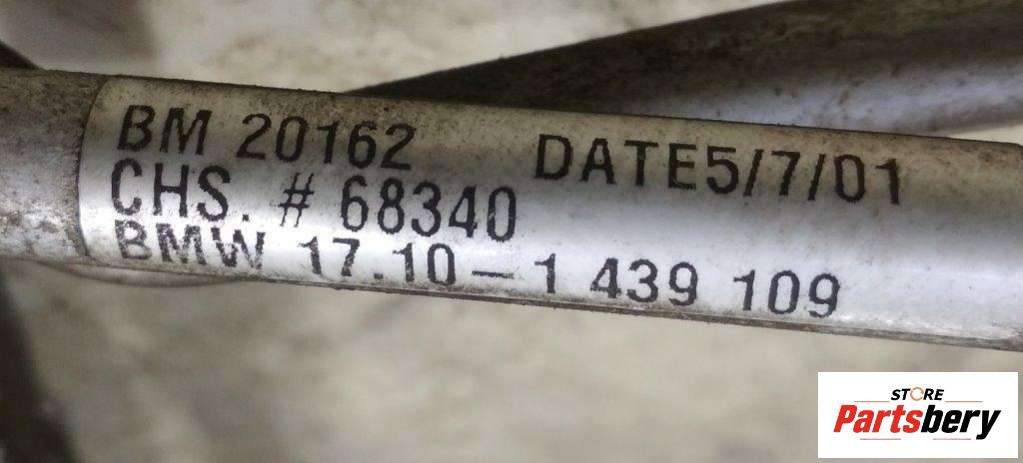 BM 20162 DATE5/7/01
CHS. # 68340
BMW 17.10-1 439 109
STORE
Partsbery